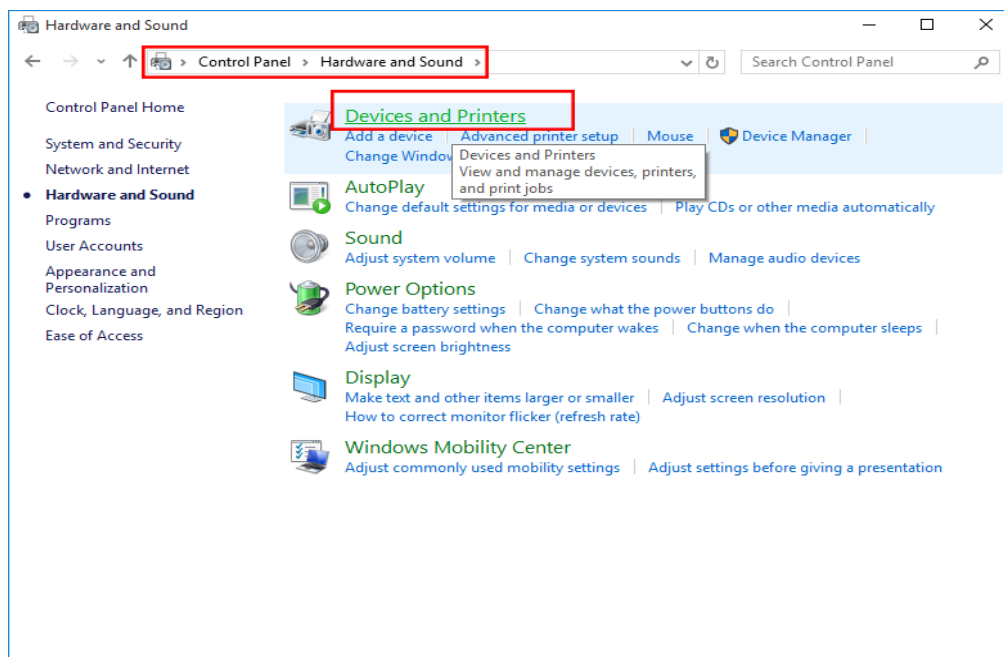 Hardware and Sound
Control Panel > Hardware and Sound >
Search Control Panel
Control Panel Home
System and Security
Network and Internet
Hardware and Sound
Programs
User Accounts
Appearance and
Personalization
Clock, Language, and Region
Ease of Access
Devices and Printers
Add a device | Advanced printer setup | Mouse | Device Manager |
Change Window
Devices and Printers
View and manage devices, printers,
and print jobs
AutoPlay
Change default settings for media or devices | Play CDs or other media automatically
Sound
Adjust system volume | Change system sounds | Manage audio devices
Power Options
Change battery settings | Change what the power buttons do |
Require a password when the computer wakes | Change when the computer sleeps |
Adjust screen brightness
Display
Make text and other items larger or smaller | Adjust screen resolution |
How to correct monitor flicker (refresh rate)
Windows Mobility Center
Adjust commonly used mobility settings | Adjust settings before giving a presentation